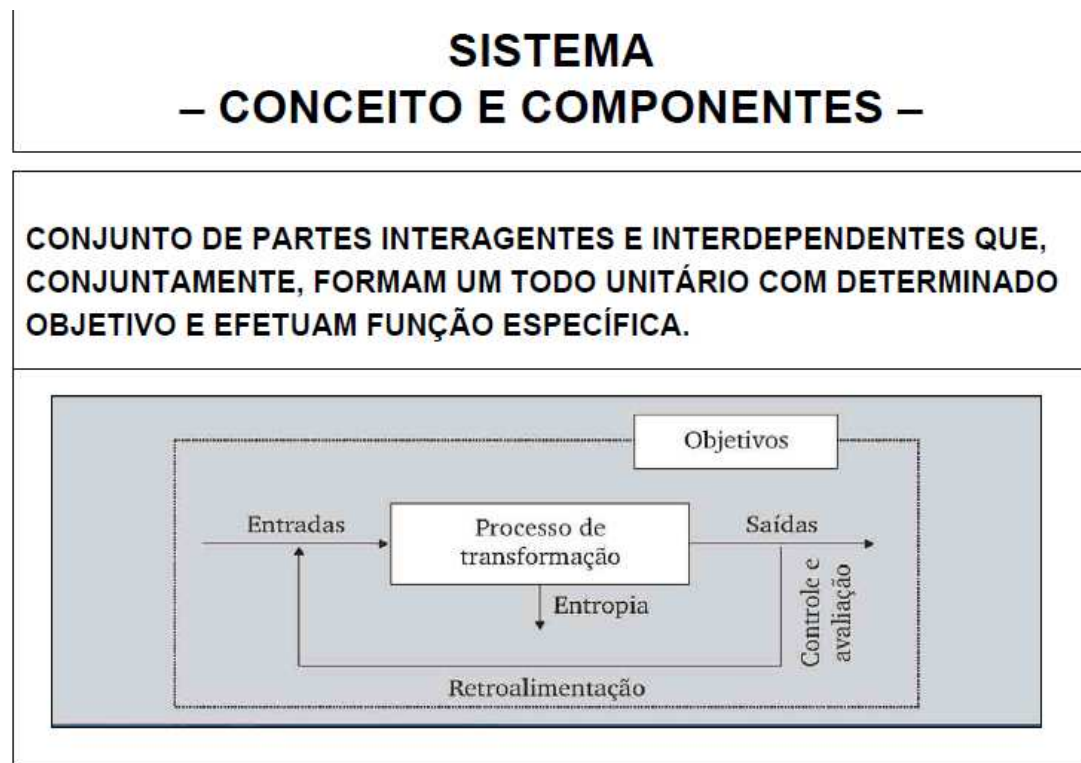 SISTEMA
– CONCEITO E COMPONENTES –
CONJUNTO DE PARTES INTERAGENTES E INTERDEPENDENTES QUE,
CONJUNTAMENTE, FORMAM UM TODO UNITÁRIO COM DETERMINADO
OBJETIVO E EFETUAM FUNÇÃO ESPECÍFICA.
Objetivos
Entradas
Processo de
transformação
Saídas
Entropia
Controle e
avaliação
Retroalimentação